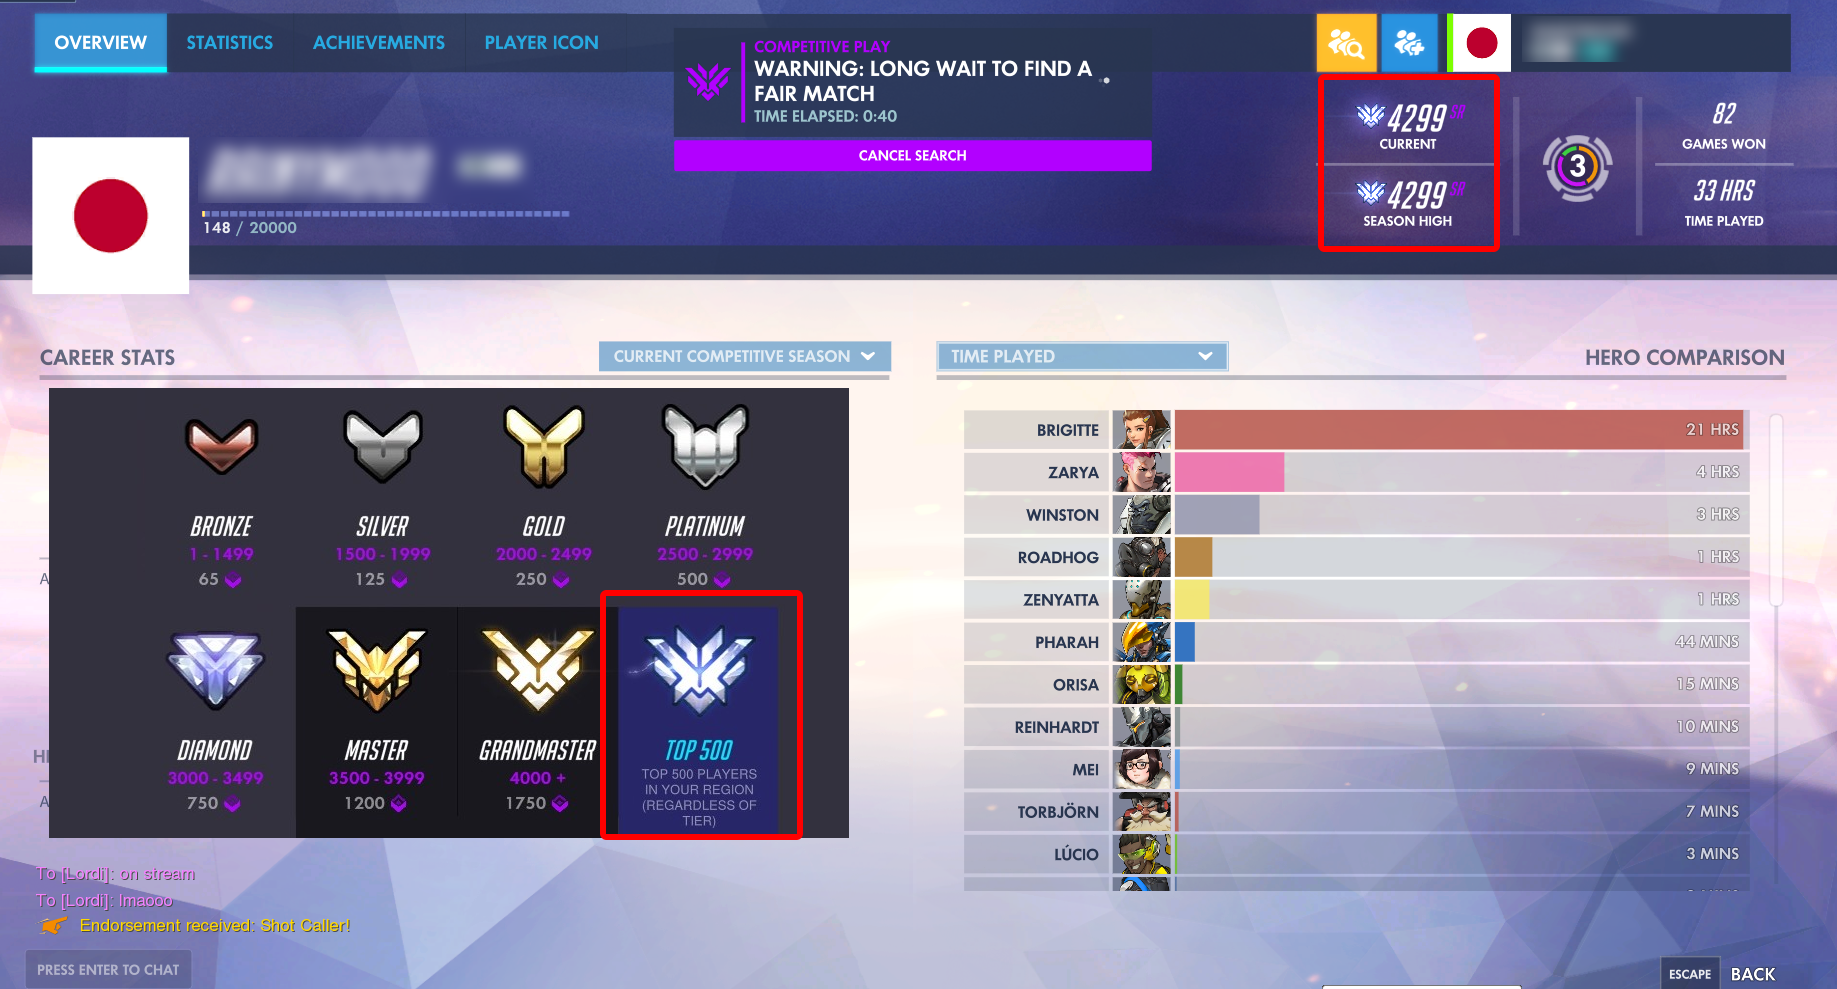 OVERVIEW
STATISTICS
ACHIEVEMENTS
PLAYER ICON
COMPETITIVE PLAY
WARNING: LONG WAIT TO FIND A
FAIR MATCH
TIME ELAPSED: 0:40
CANCEL SEARCH
4299 SR
CURRENT
4299 SR
SEASON HIGH
3
82
GAMES WON
33 HRS
TIME PLAYED
148 / 20000
CAREER STATS
CURRENT COMPETITIVE SEASON
TIME PLAYED
HERO COMPARISON
BRONZE
1 - 1499
65
SILVER
1500 - 1999
125
GOLD
2000 - 2499
250
PLATINUM
2500 - 2999
500
DIAMOND
3000 - 3499
750
MASTER
3500 - 3999
1200
GRANDMASTER
4000 +
1750
TOP 500
TOP 500 PLAYERS
IN YOUR REGION
(REGARDLESS OF
TIER)
BRIGITTE 21 HRS
ZARYA 4 HRS
WINSTON 3 HRS
ROADHOG 1 HRS
ZENYATTA 1 HRS
PHARAH 44 MINS
ORISA 15 MINS
REINHARDT 10 MINS
MEI 9 MINS
TORBJÖRN 7 MINS
LÚCIO 3 MINS
To [Lordi]: on stream
To [Lordi]: lmaooo
Endorsement received: Shot Caller!
PRESS ENTER TO CHAT
ESCAPE BACK